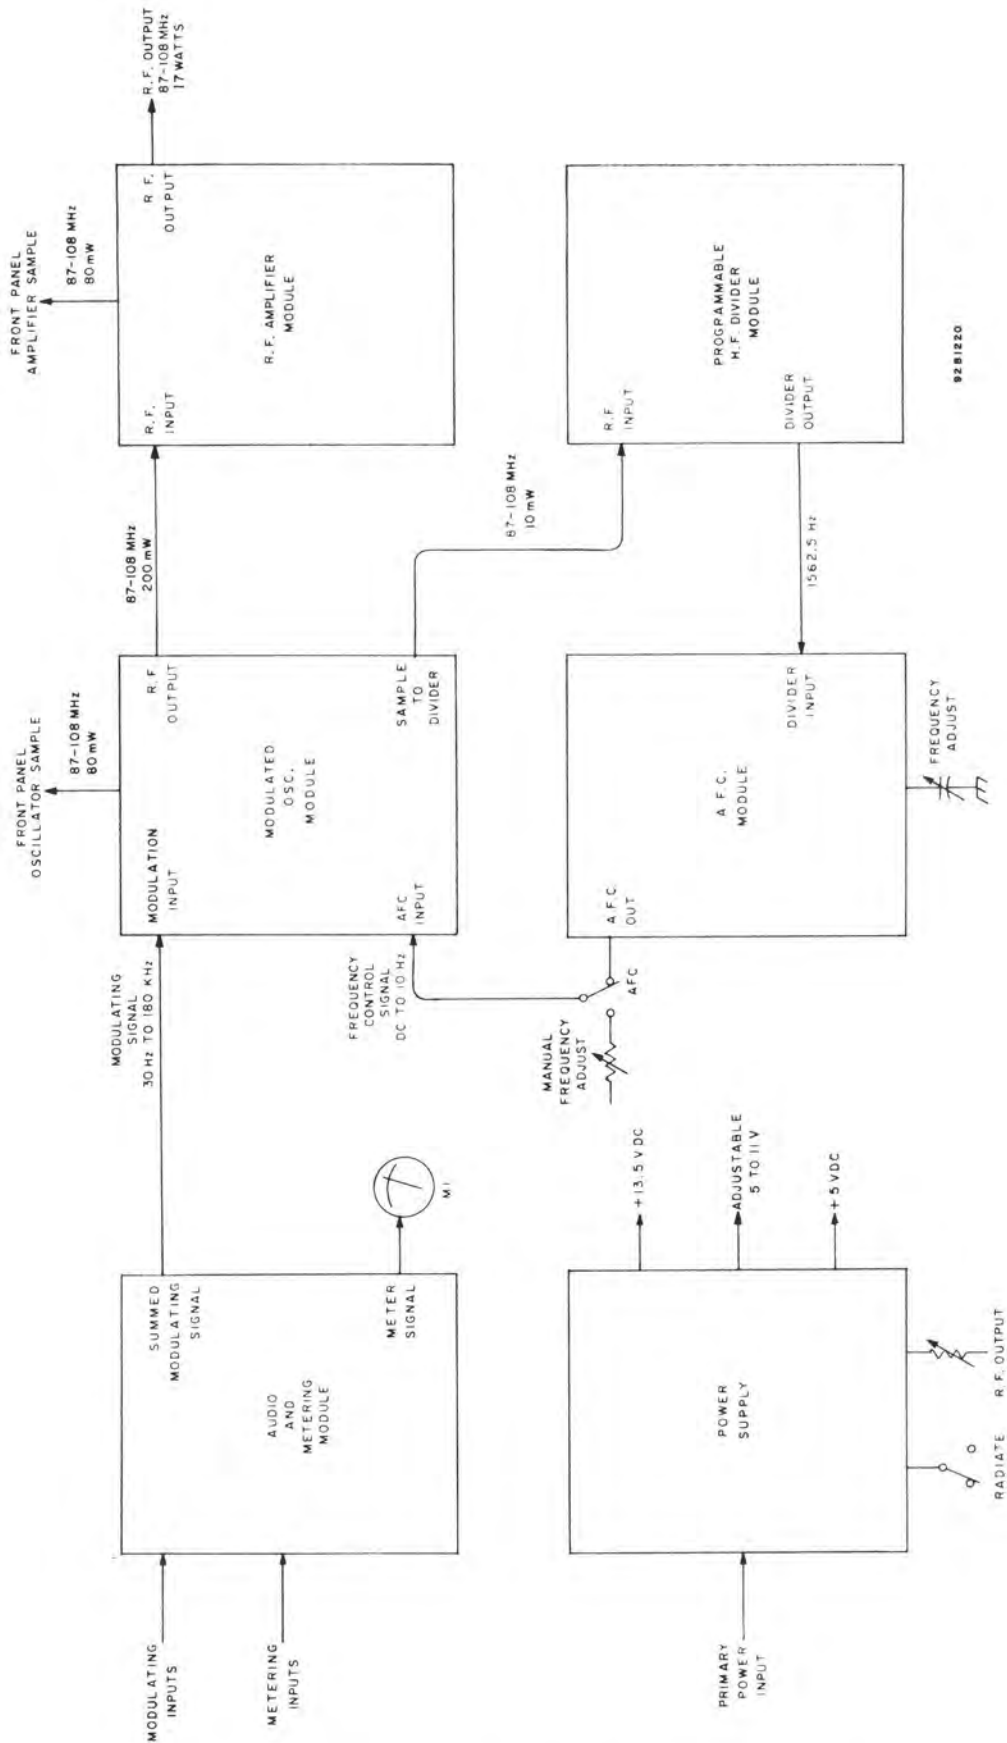 FRONT PANEL
OSCILLATOR SAMPLE
87-108 MHz
80mW
FRONT PANEL
AMPLIFIER SAMPLE
87-108 MHz
80 mW
MODULATING
INPUTS
METERING
INPUTS
SUMMED
MODULATING
SIGNAL
AUDIO
AND
METERING
MODULE
METER
SIGNAL
M1
MODULATING
SIGNAL
30 Hz TO 180 KHz
MODULATION
INPUT
R.F
OUTPUT
MODULATED
OSC.
MODULE
AFC
INPUT
SAMPLE
TO
DIVIDER
FREQUENCY
CONTROL
SIGNAL
DC TO 10 Hz
87-108 MHz
200 mW
R.F.
INPUT
R.F.
OUTPUT
R.F. AMPLIFIER
MODULE
R.F. OUTPUT
87-108 MHz
17 WATTS
87-108 MHz
10 mW
PRIMARY
POWER
INPUT
POWER
SUPPLY
+13.5 VDC
ADJUSTABLE
5 TO 11 V
+ 5 VDC
RADIATE
R.F. OUTPUT
MANUAL
FREQUENCY
ADJUST
AFC
A.F.C.
OUT
A.F.C.
MODULE
DIVIDER
INPUT
FREQUENCY
ADJUST
1562.5 Hz
R.F.
INPUT
PROGRAMMABLE
H.F. DIVIDER
MODULE
DIVIDER
OUTPUT
92B1220